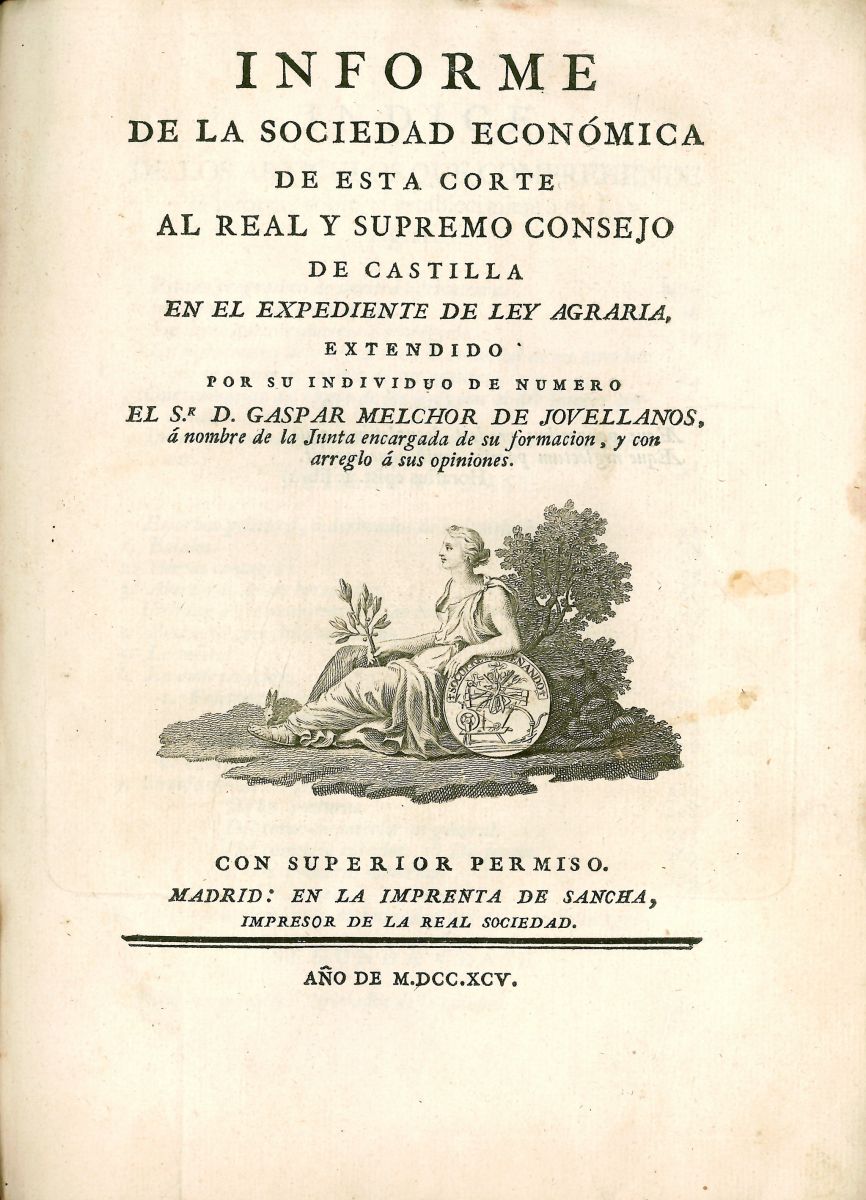 INFORME
DE LA SOCIEDAD ECONÓMICA
DE ESTA CORTE
AL REAL Y SUPREMO CONSEJO
DE CASTILLA
EN EL EXPEDIENTE DE LEY AGRARIA,
EXTENDIDO
POR SU INDIVIDUO DE NUMERO
EL S.R D. GASPAR MELCHOR DE JOVELLANOS,
á nombre de la Junta encargada de su formacion, y con
arreglo á sus opiniones.
SOCORRE
CON SUPERIOR PERMISO.
MADRID: EN LA IMPRENTA DE SANCHA,
IMPRESOR DE LA REAL SOCIEDAD.
AÑO DE M.DCC.XCV.